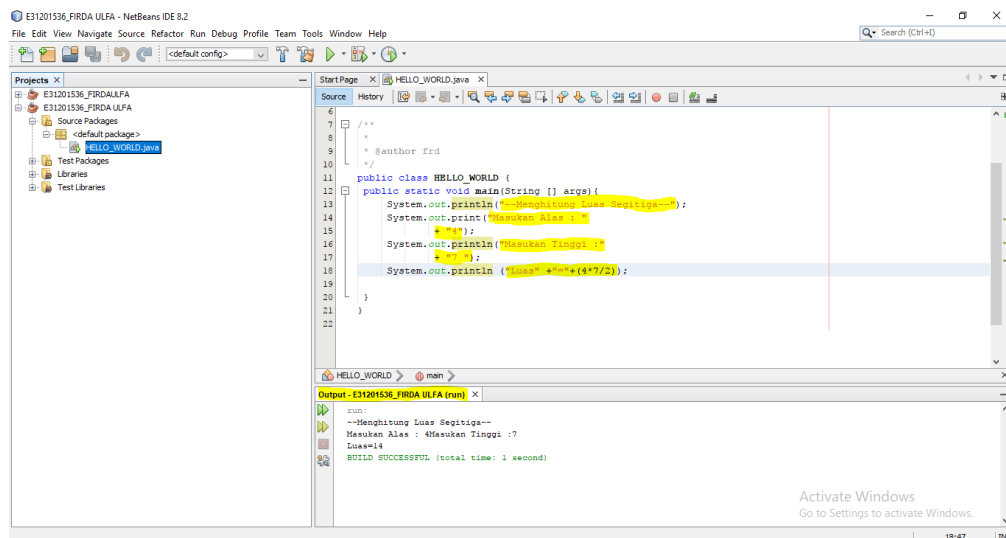 E31201536_FIRDA ULFA - NetBeans IDE 8.2
File Edit View Navigate Source Refactor Run Debug Profile Team Tools Window Help
Search (Ctrl+I)
<default config>
Projects
E31201536_FIRDAULFA
E31201536_FIRDA ULFA
Source Packages
<default package>
HELLO_WORLD.java
Test Packages
Libraries
Test Libraries
Start Page HELLO_WORLD.java
Source History
6
7 /**
8 *
9 * @author frd
10 */
11 public class HELLO_WORLD {
12 public static void main(String [] args){
13 System.out.println("--Menghitung Luas Segitiga--");
14 System.out.print("Masukan Alas : "
15 + "4");
16 System.out.println("Masukan Tinggi :"
17 + "7 ");
18 System.out.println ("Luas" +"="+(4*7/2));
19
20 }
21 }
22
HELLO_WORLD main
Output - E31201536_FIRDA ULFA (run)
run:
--Menghitung Luas Segitiga--
Masukan Alas : 4Masukan Tinggi :7
Luas=14
BUILD SUCCESSFUL (total time: 1 second)
Activate Windows
Go to Settings to activate Windows.
18:47